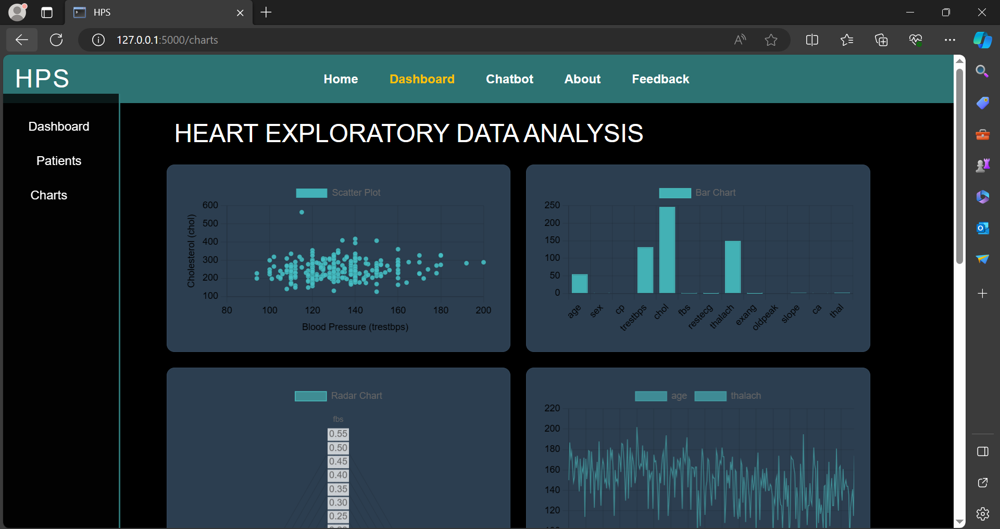 HPS
127.0.0.1:5000/charts
HPS
Home Dashboard Chatbot About Feedback
Dashboard
Patients
Charts
HEART EXPLORATORY DATA ANALYSIS
Scatter Plot
Cholesterol (chol)
600
500
400
300
200
100
80 100 120 140 160 180 200
Blood Pressure (trestbps)
Bar Chart
250
200
150
100
50
0
age sex cp trestbps chol fbs restecg thalach exang oldpeak slope ca thal
Radar Chart
fbs
0.55
0.50
0.45
0.40
0.35
0.30
0.25
age thalach
220
200
180
160
140
120